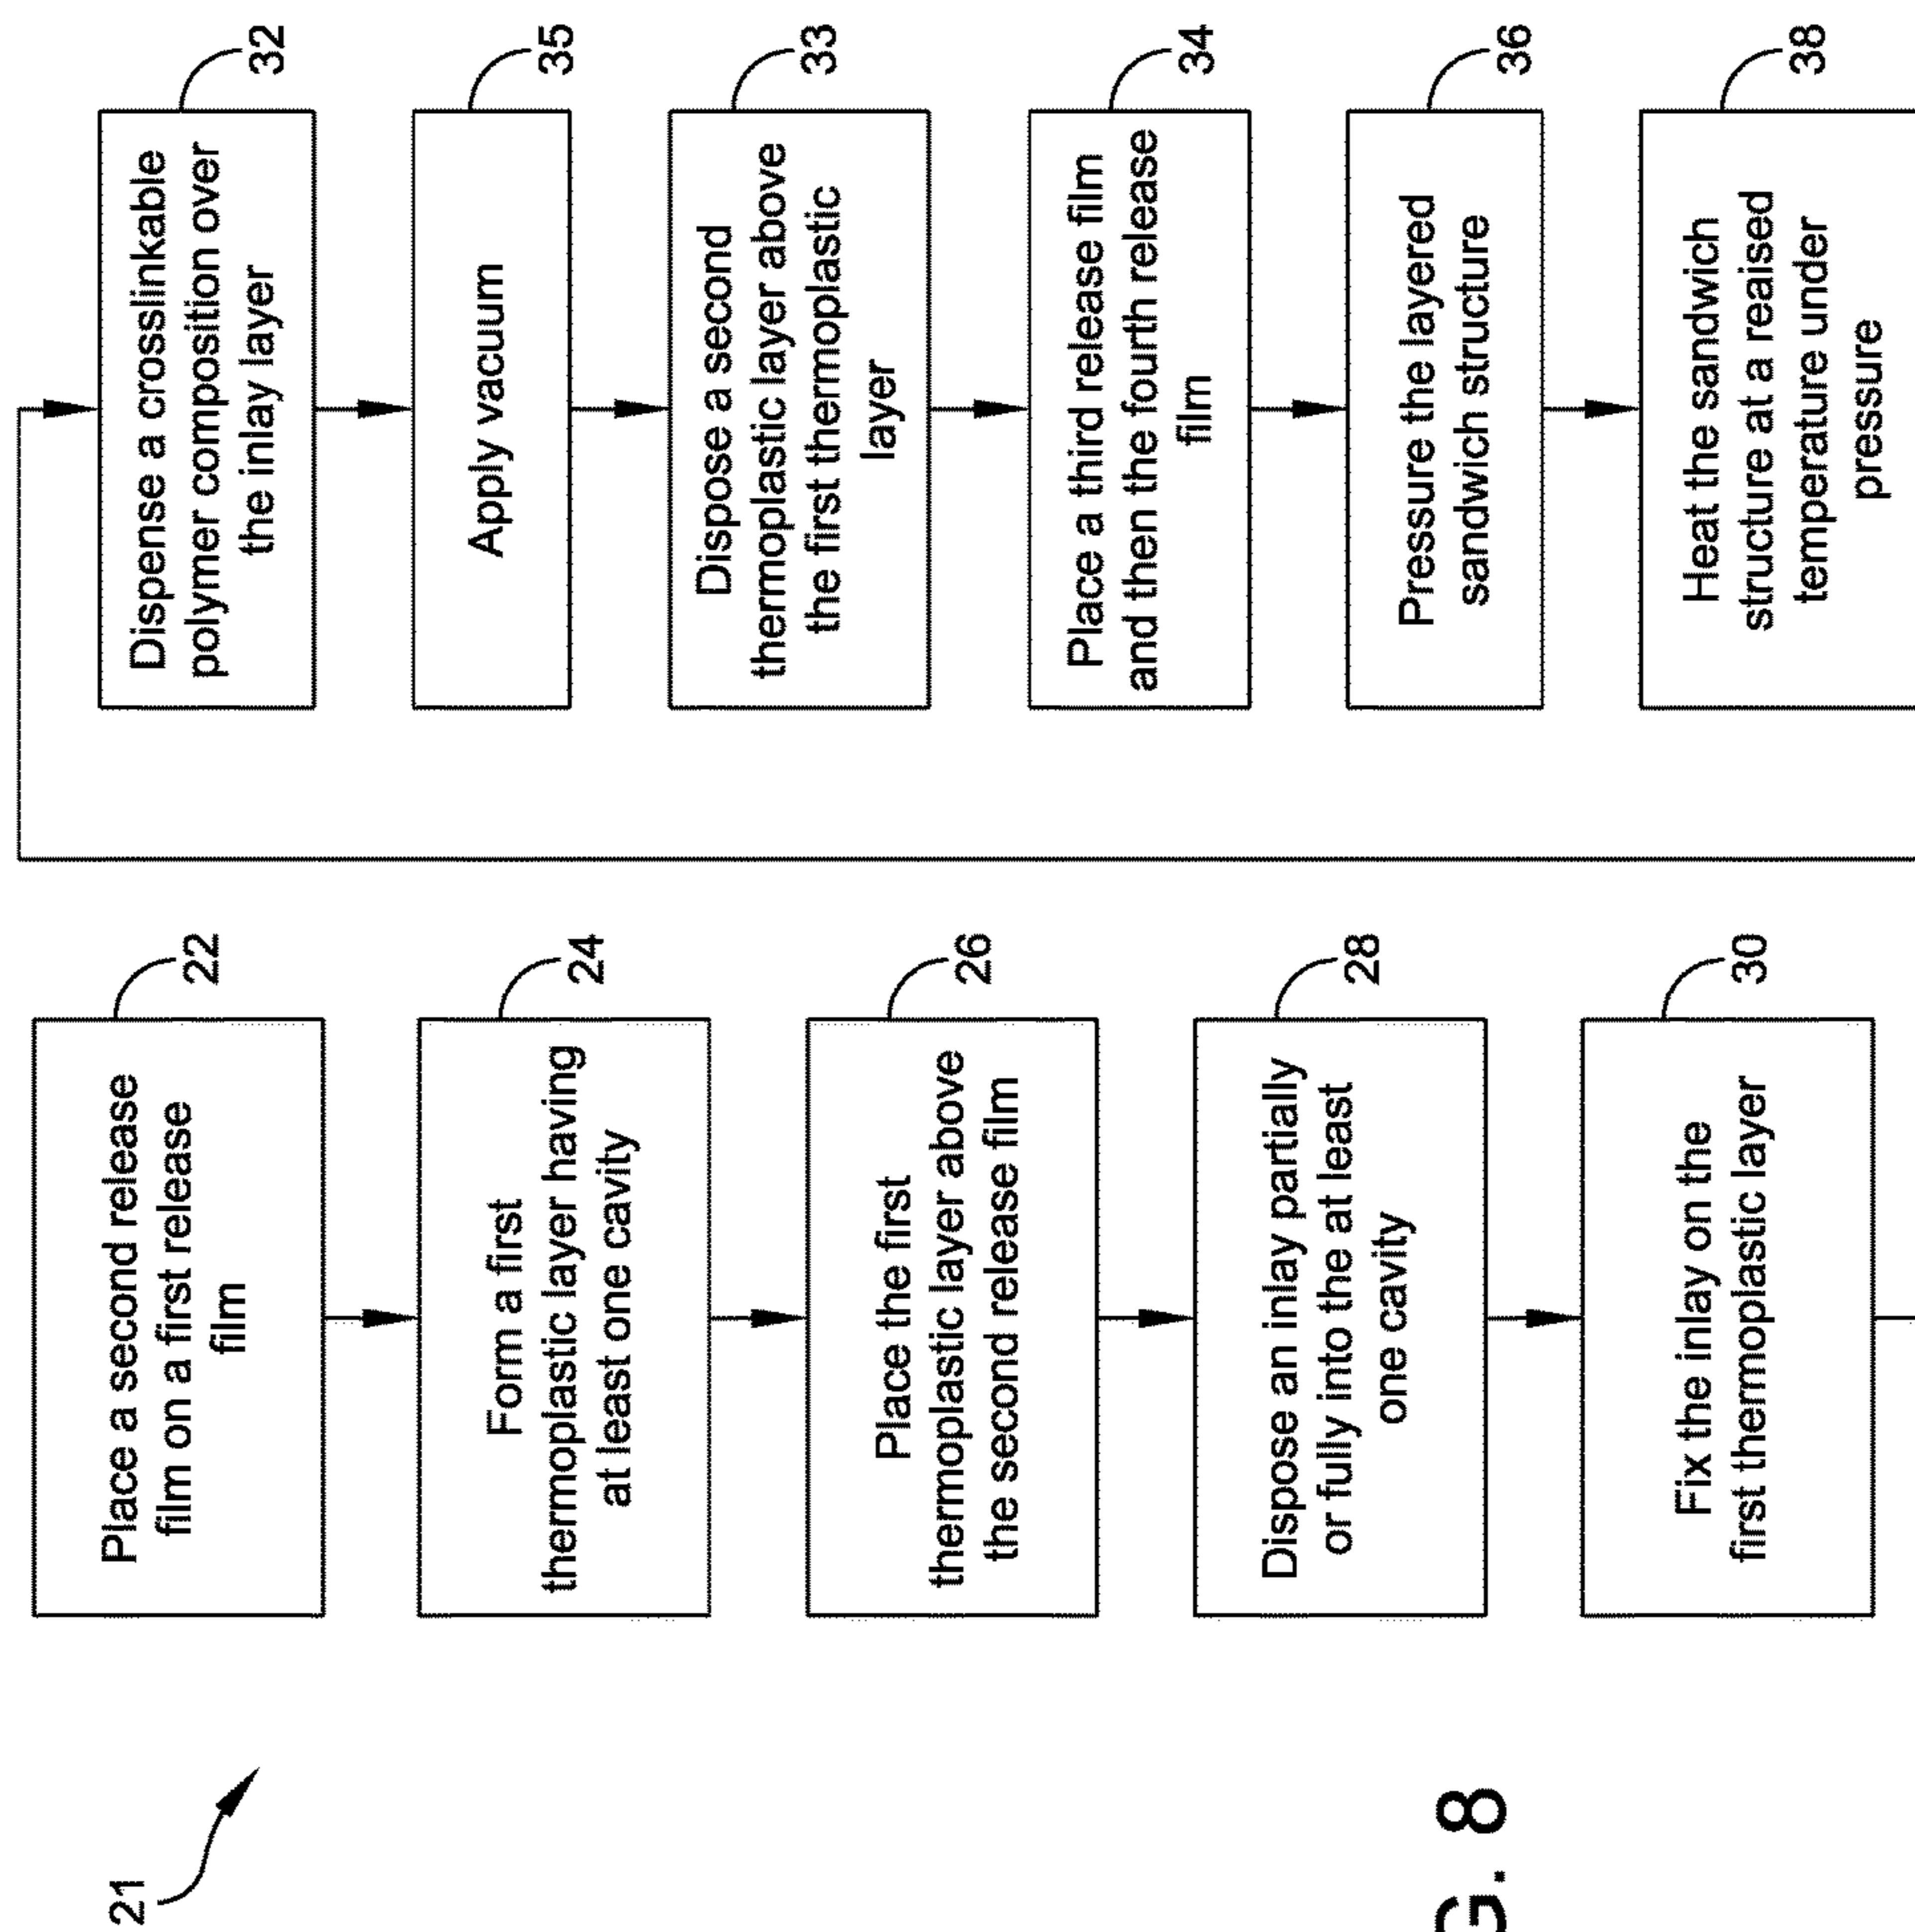 21
Place a second release
film on a first release
film
22
Form a first
thermoplastic layer having
at least one cavity
24
Place the first
thermoplastic layer above
the second release film
26
Dispose an inlay partially
or fully into the at least
one cavity
28
Fix the inlay on the
first thermoplastic layer
30
Dispense a crosslinkable
polymer composition over
the inlay layer
32
Apply vacuum
35
Dispose a second
thermoplastic layer above
the first thermoplastic
layer
33
Place a third release film
and then the fourth release
film
34
Pressure the layered
sandwich structure
36
Heat the sandwich
structure at a reaised
temperature under
pressure
38
G. 8